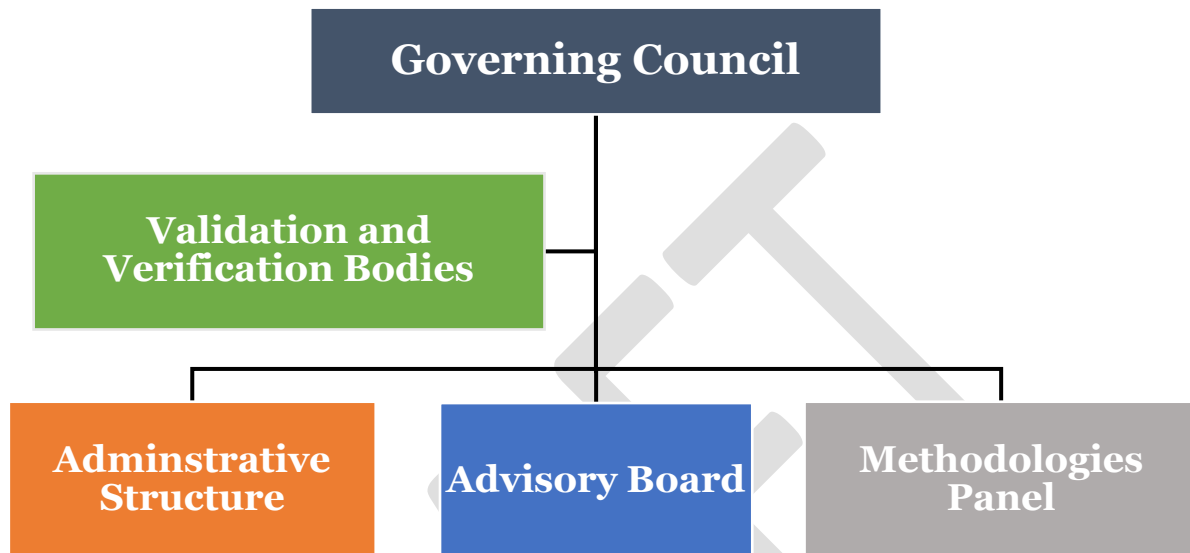 Governing Council
Validation and
Verification Bodies
Adminstrative
Structure
Advisory Board
Methodologies
Panel